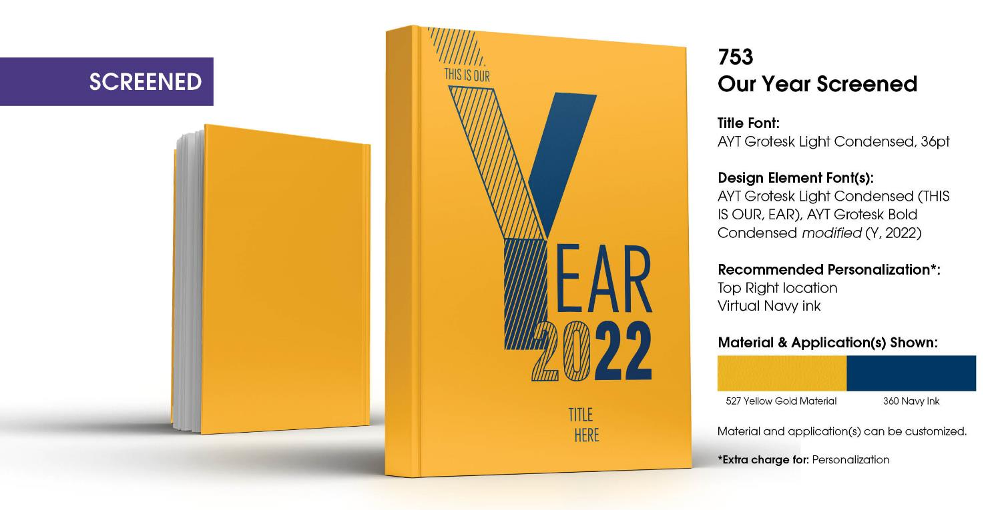 SCREENED
THIS IS OUR
YEAR
2022
TITLE
HERE
753
Our Year Screened
Title Font:
AYT Grotesk Light Condensed, 36pt
Design Element Font(s):
AYT Grotesk Light Condensed (THIS
IS OUR, EAR), AYT Grotesk Bold
Condensed modified (Y, 2022)
Recommended Personalization*:
Top Right location
Virtual Navy ink
Material & Application(s) Shown:
527 Yellow Gold Material
360 Navy Ink
Material and application(s) can be customized.
*Extra charge for: Personalization